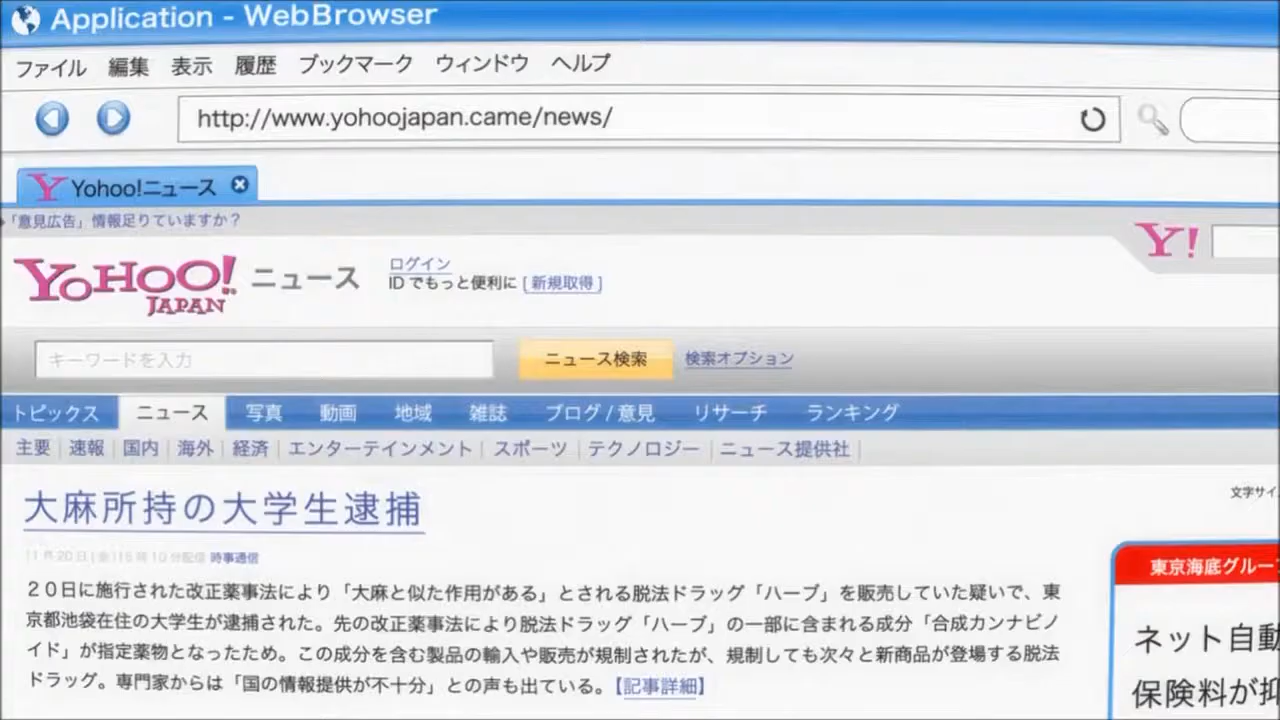 Application - WebBrowser
ファイル 編集 表示 履歴 ブックマーク ウィンドウ ヘルプ
http://www.yohoojapan.came/news/
Y Yohoo!ニュース
「意見広告」情報足りていますか？
Y!
YOHOO! JAPAN ニュース
ログイン
IDでもっと便利に [ 新規取得 ]
キーワードを入力 ニュース検索 検索オプション
トピックス ニュース 写真 動画 地域 雑誌 ブログ / 意見 リサーチ ランキング
主要 速報 国内 海外 経済 エンターテインメント スポーツ テクノロジー ニュース提供社
大麻所持の大学生逮捕
文字サイ
時事通信
２０日に施行された改正薬事法により「大麻と似た作用がある」とされる脱法ドラッグ「ハーブ」を販売していた疑いで、東
京都池袋在住の大学生が逮捕された。先の改正薬事法により脱法ドラッグ「ハーブ」の一部に含まれる成分「合成カンナビノ
イド」が指定薬物となったため。この成分を含む製品の輸入や販売が規制されたが、規制しても次々と新商品が登場する脱法
ドラッグ。専門家からは「国の情報提供が不十分」との声も出ている。【記事詳細】
東京海底グルー
ネット自動
保険料が抑